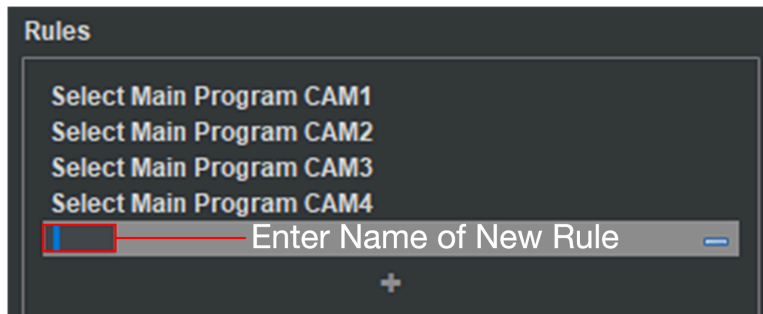 Rules
Select Main Program CAM1
Select Main Program CAM2
Select Main Program CAM3
Select Main Program CAM4
Enter Name of New Rule